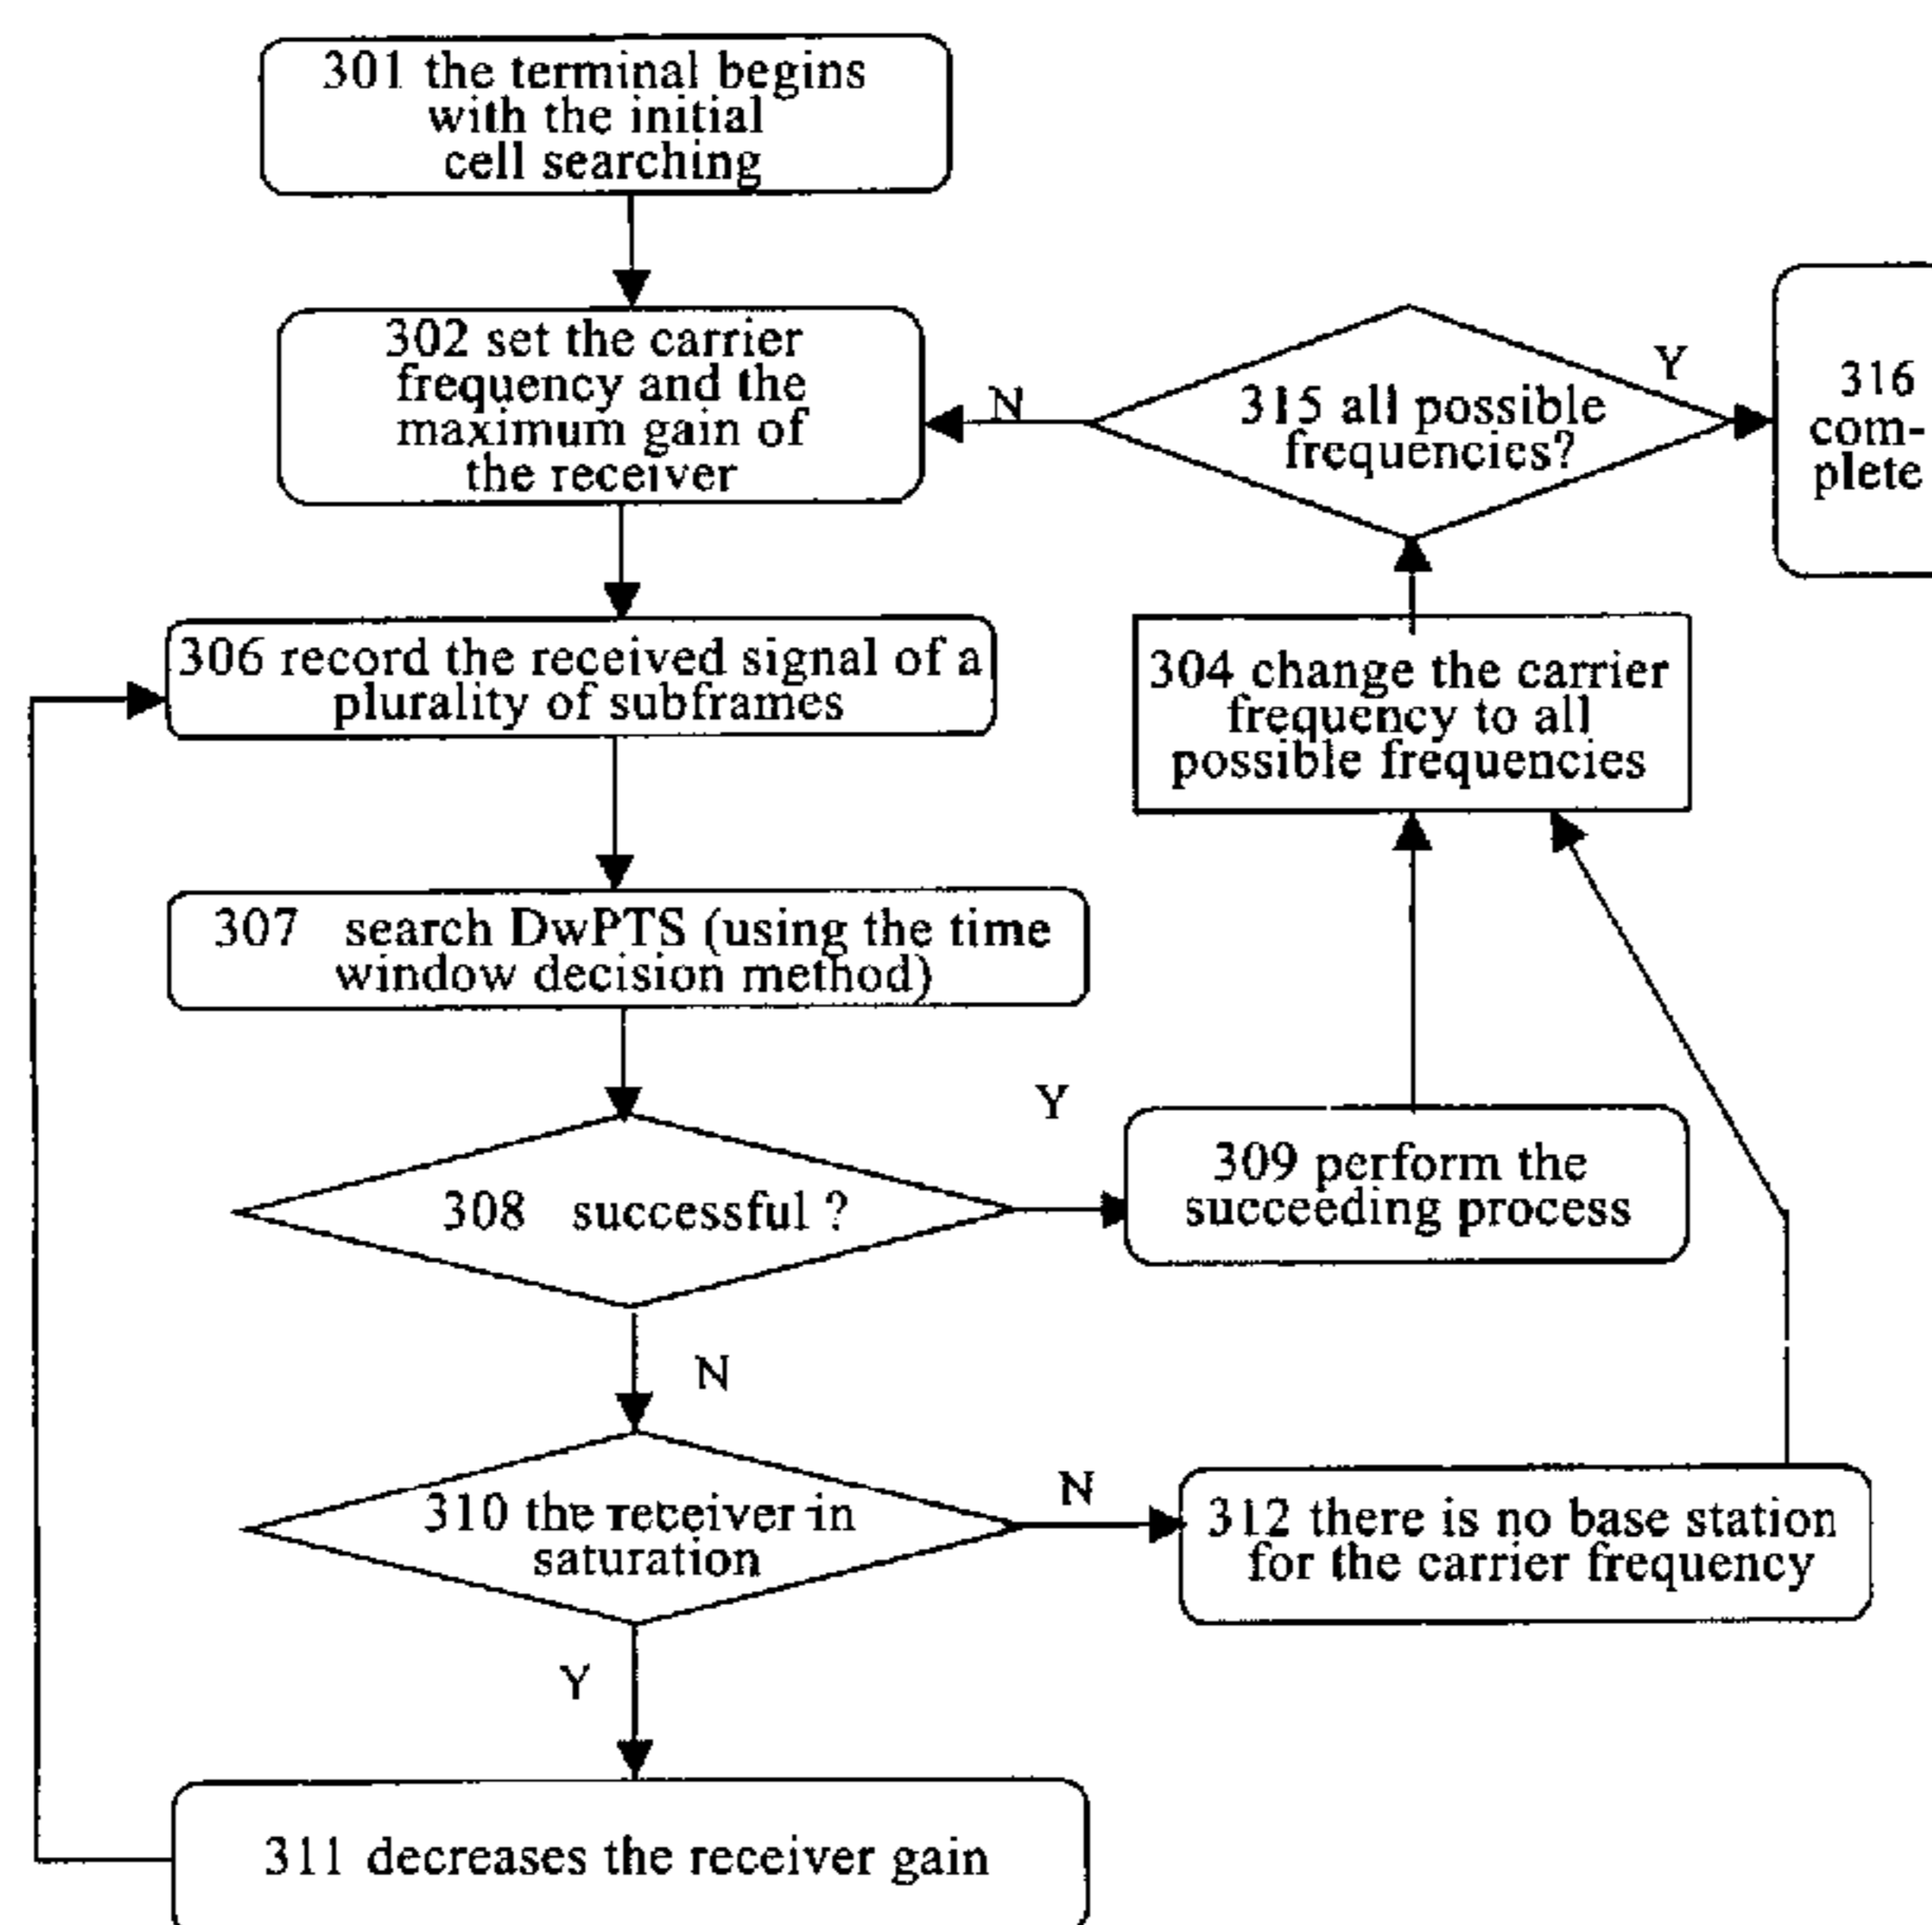 301 the terminal begins
with the initial
cell searching
302 set the carrier
frequency and the
maximum gain of
the receiver
N
315 all possible
frequencies?
Y
316
com-
plete
306 record the received signal of a
plurality of subframes
304 change the carrier
frequency to all
possible frequencies
307 search DwPTS (using the time
window decision method)
308 successful ?
Y
309 perform the
succeeding process
N
310 the receiver in
saturation
N
312 there is no base station
for the carrier frequency
Y
311 decreases the receiver gain